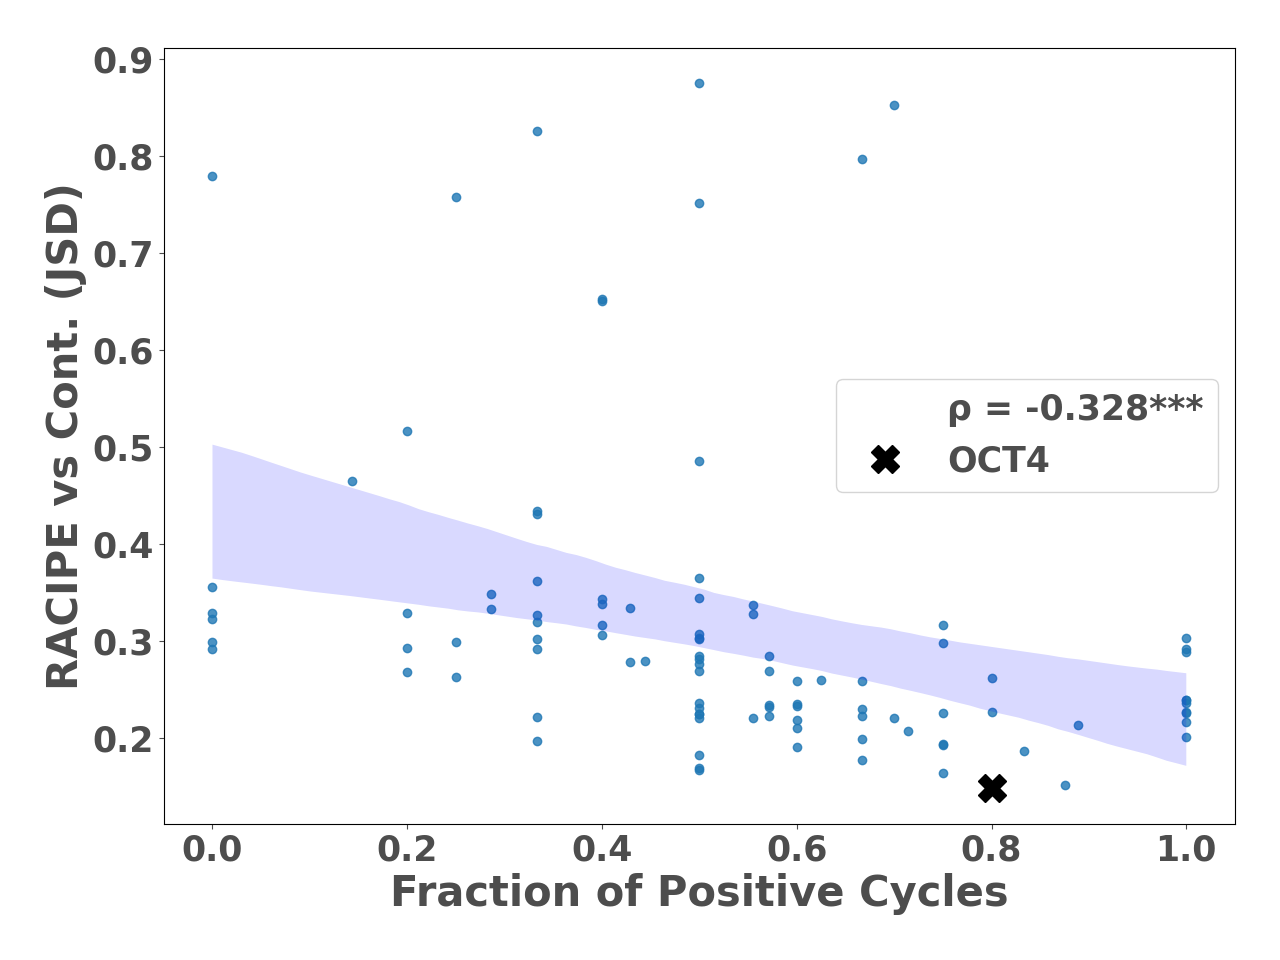 0.9
0.8
0.7
0.6
0.5
0.4
0.3
0.2
RACIPE vs Cont. (JSD)
ρ = -0.328***
OCT4
0.0 0.2 0.4 0.6 0.8 1.0
Fraction of Positive Cycles